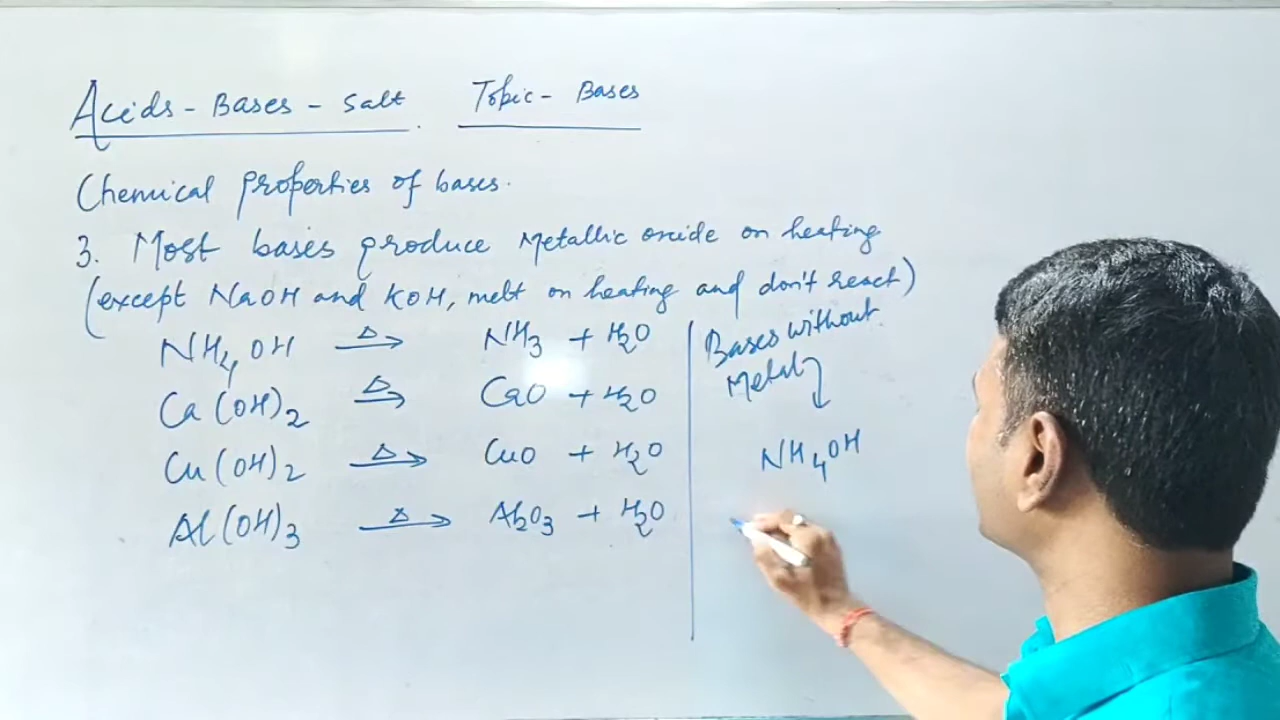 Acids - Bases - Salt Topic - Bases
Chemical properties of bases.
3. Most bases produce Metallic oxide on heating
(except NaOH and KOH, melt on heating and don't react)
NH4OH Δ→ NH3 + H2O
Ca(OH)2 Δ→ CaO + H2O
Cu(OH)2 Δ→ CuO + H2O
Al(OH)3 Δ→ Al2O3 + H2O
Bases without
Metal
NH4OH